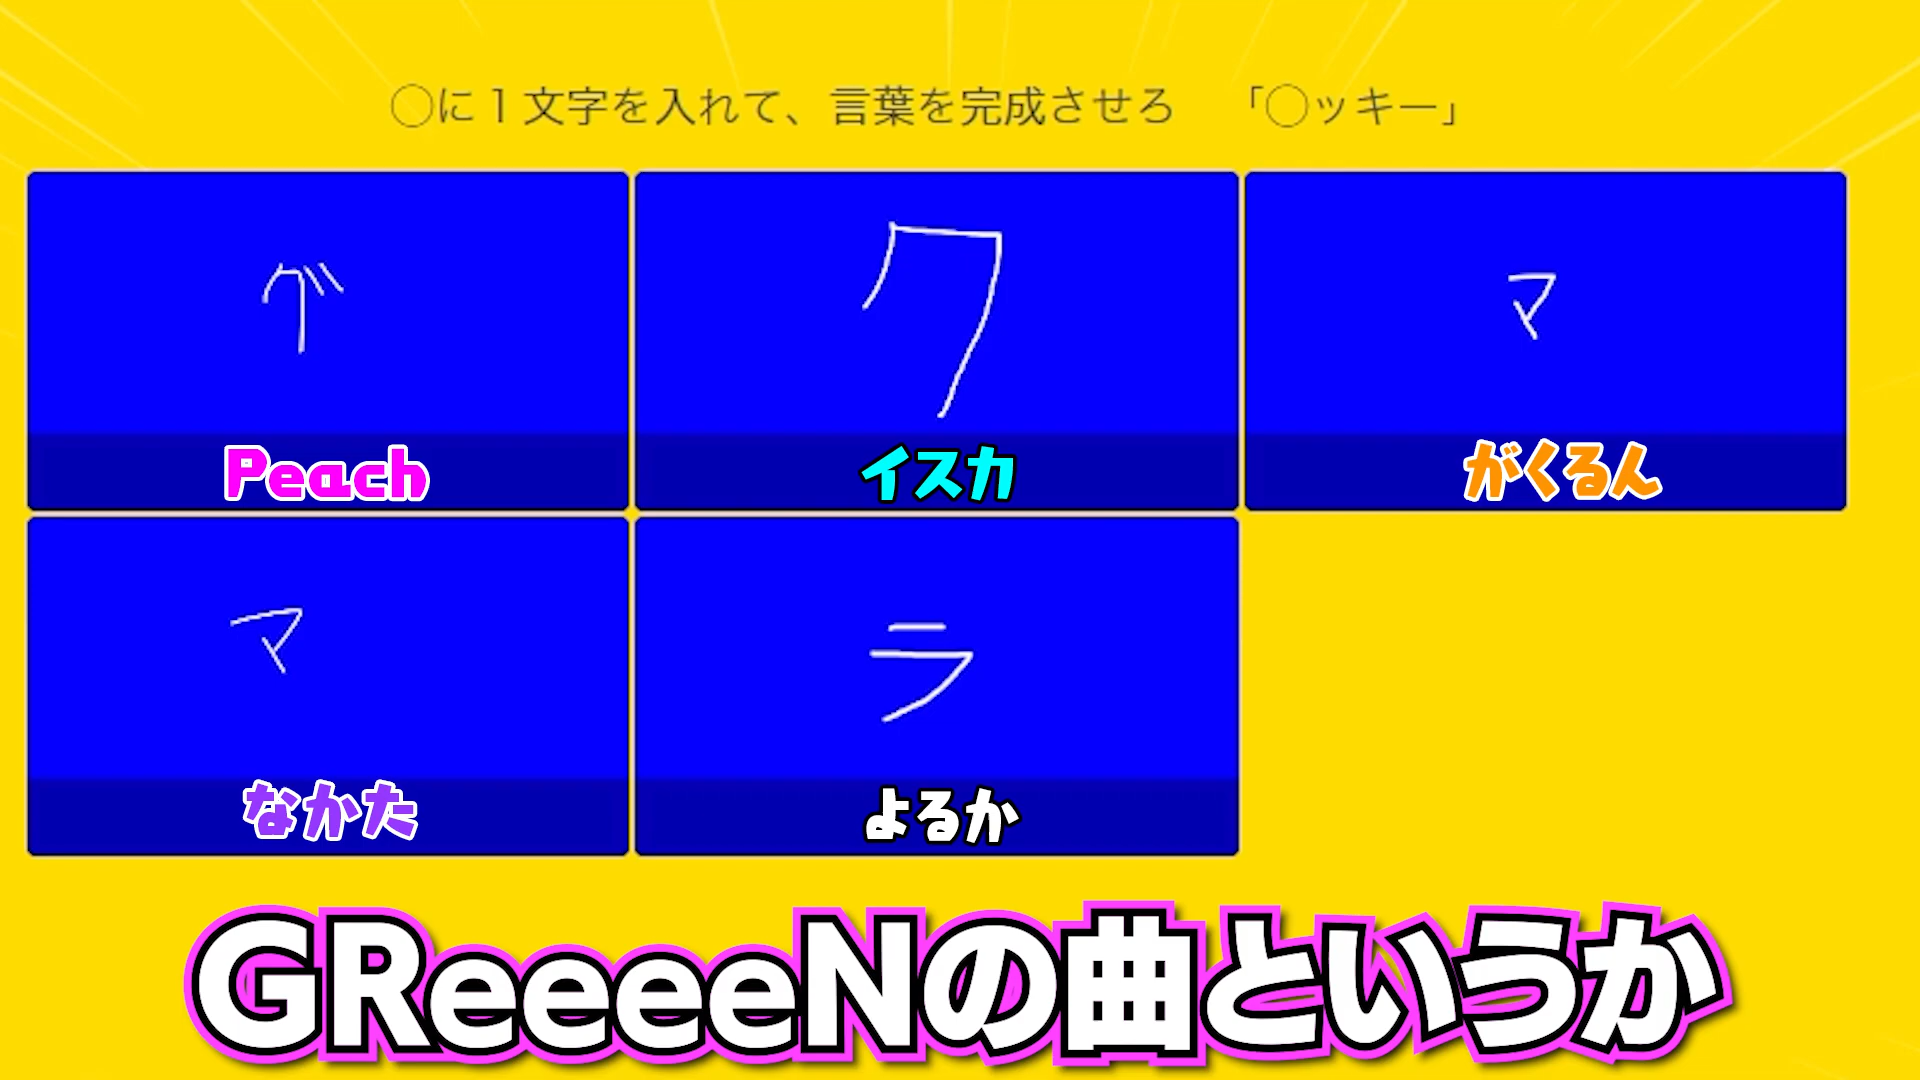 ◯に１文字を入れて、言葉を完成させろ　「◯ッキー」
グ
ク
マ
Peach
イスカ
がくるん
マ
ラ
なかた
よるか
GReeeeNの曲というか